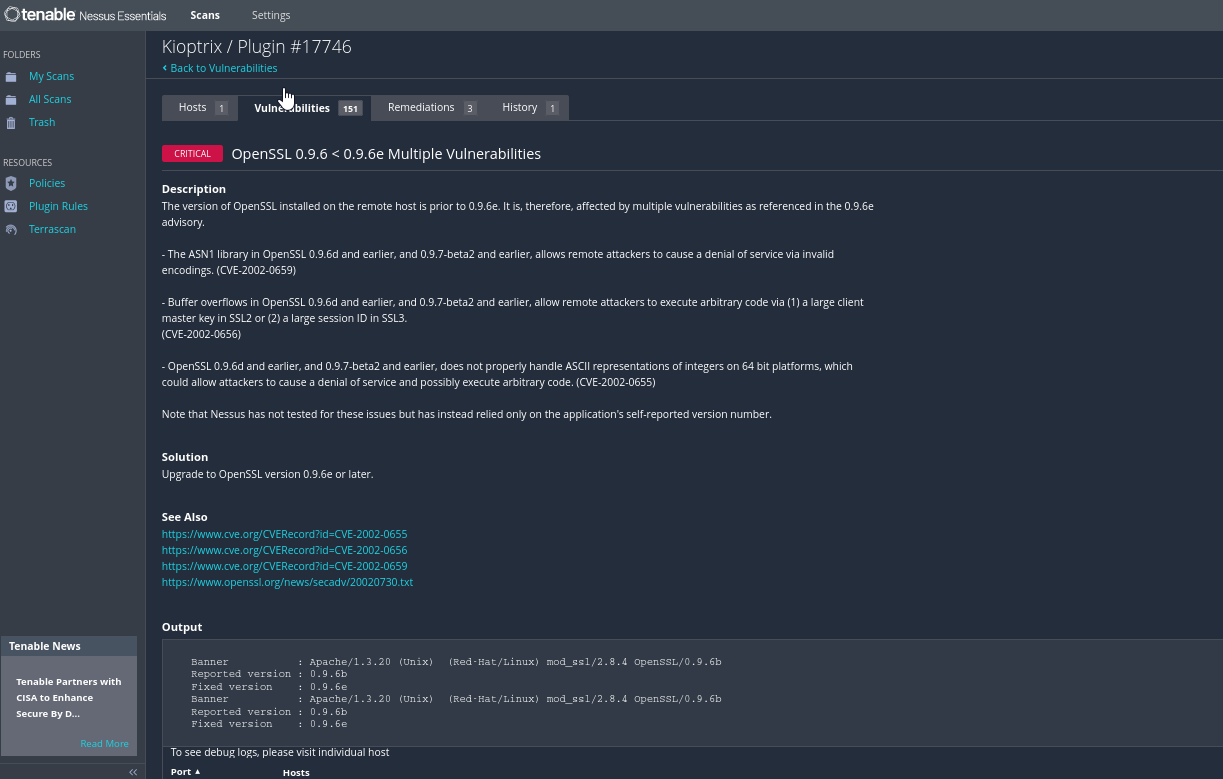 tenable Nessus Essentials Scans Settings
FOLDERS
My Scans
All Scans
Trash
RESOURCES
Policies
Plugin Rules
Terrascan
Tenable News
Tenable Partners with
CISA to Enhance
Secure By D...
Read More
Kioptrix / Plugin #17746
Back to Vulnerabilities
Hosts 1 Vulnerabilities 151 Remediations 3 History 1
CRITICAL OpenSSL 0.9.6 < 0.9.6e Multiple Vulnerabilities
Description
The version of OpenSSL installed on the remote host is prior to 0.9.6e. It is, therefore, affected by multiple vulnerabilities as referenced in the 0.9.6e
advisory.
- The ASN1 library in OpenSSL 0.9.6d and earlier, and 0.9.7-beta2 and earlier, allows remote attackers to cause a denial of service via invalid
encodings. (CVE-2002-0659)
- Buffer overflows in OpenSSL 0.9.6d and earlier, and 0.9.7-beta2 and earlier, allow remote attackers to execute arbitrary code via (1) a large client
master key in SSL2 or (2) a large session ID in SSL3.
(CVE-2002-0656)
- OpenSSL 0.9.6d and earlier, and 0.9.7-beta2 and earlier, does not properly handle ASCII representations of integers on 64 bit platforms, which
could allow attackers to cause a denial of service and possibly execute arbitrary code. (CVE-2002-0655)
Note that Nessus has not tested for these issues but has instead relied only on the application's self-reported version number.
Solution
Upgrade to OpenSSL version 0.9.6e or later.
See Also
https://www.cve.org/CVERecord?id=CVE-2002-0655
https://www.cve.org/CVERecord?id=CVE-2002-0656
https://www.cve.org/CVERecord?id=CVE-2002-0659
https://www.openssl.org/news/secadv/20020730.txt
Output
Banner : Apache/1.3.20 (Unix) (Red-Hat/Linux) mod_ssl/2.8.4 OpenSSL/0.9.6b
Reported version : 0.9.6b
Fixed version : 0.9.6e
Banner : Apache/1.3.20 (Unix) (Red-Hat/Linux) mod_ssl/2.8.4 OpenSSL/0.9.6b
Reported version : 0.9.6b
Fixed version : 0.9.6e
To see debug logs, please visit individual host
Port ▲ Hosts